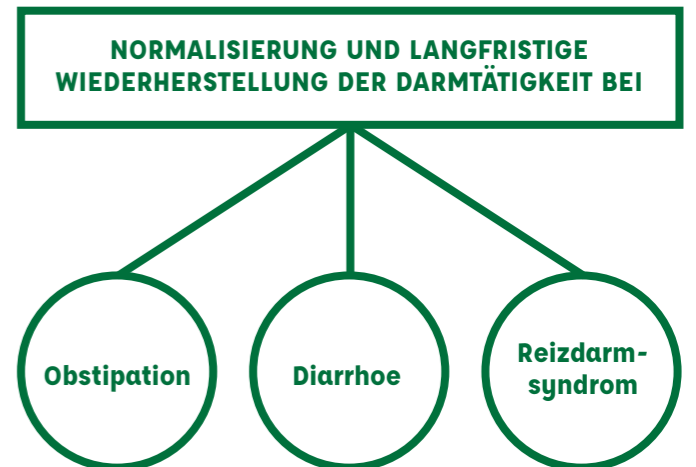 NORMALISIERUNG UND LANGFRISTIGE
WIEDERHERSTELLUNG DER DARMTÄTIGKEIT BEI
Obstipation
Diarrhoe
Reizdarm-
syndrom